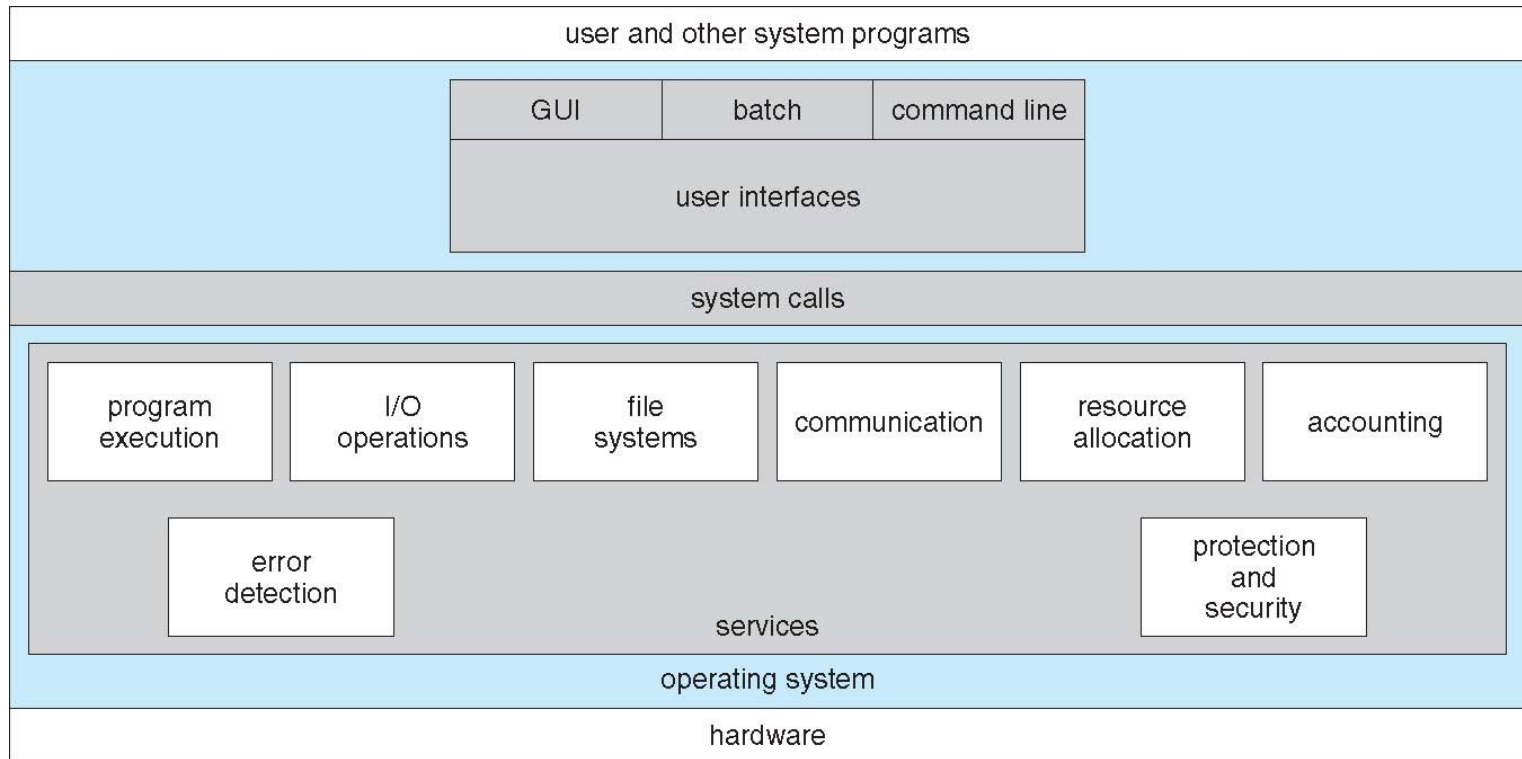 user and other system programs
GUI
batch
command line
user interfaces
system calls
program
execution
I/O
operations
file
systems
communication
resource
allocation
accounting
error
detection
protection
and
security
services
operating system
hardware